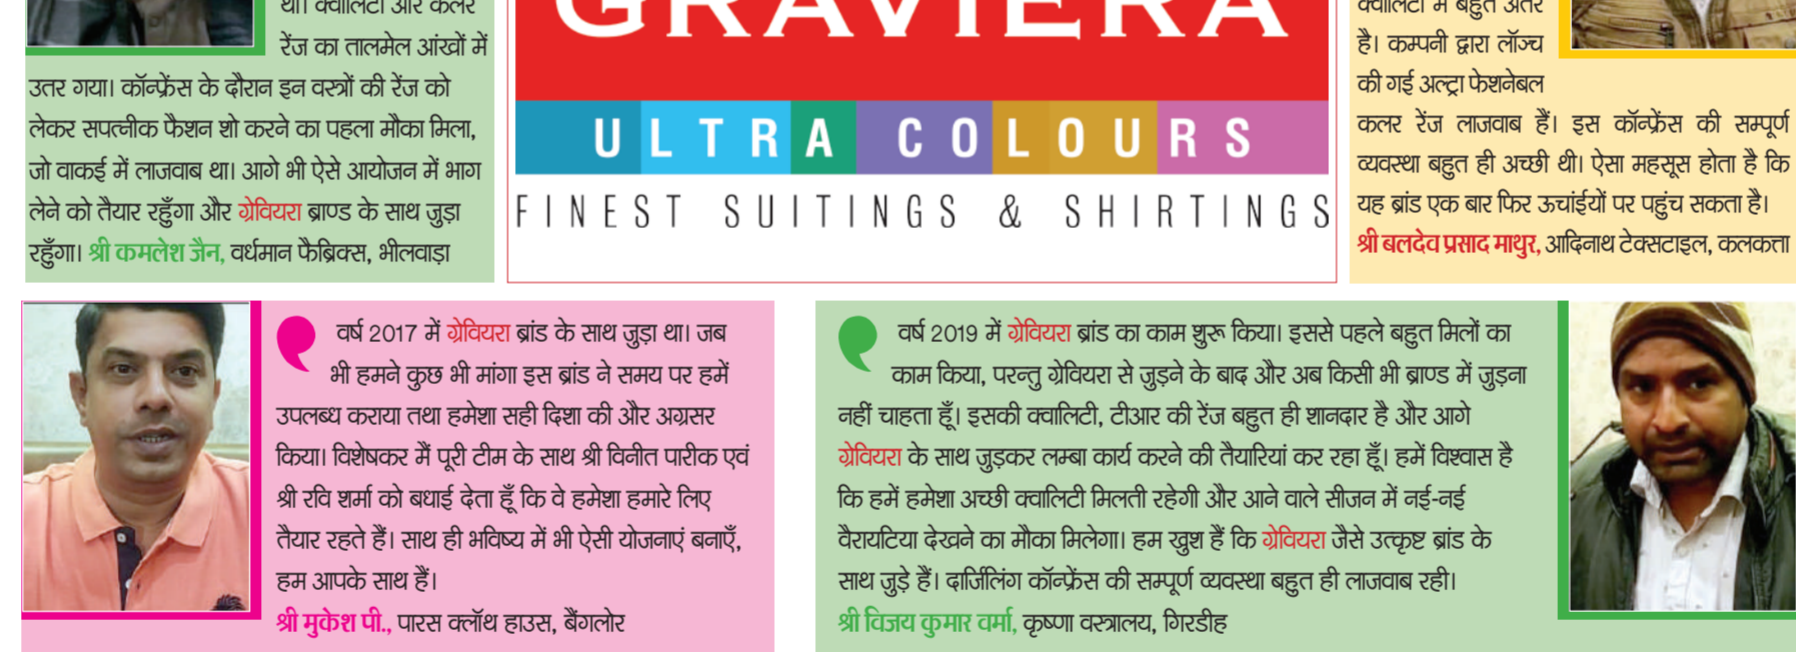 था। क्वालिटी और कलर
रेंज का तालमेल आंखों में
उतर गया। कॉन्फ्रेंस के दौरान इन वस्त्रों की रेंज को
लेकर सपत्नीक फैशन शो करने का पहला मौका मिला,
जो वाकई में लाजवाब था। आगे भी ऐसे आयोजन में भाग
लेने को तैयार रहुँगा और ग्रेवियरा ब्राण्ड के साथ जुड़ा
रहुँगा। श्री कमलेश जैन, वर्धमान फैब्रिक्स, भीलवाड़ा
GRAVIERA
ULTRA COLOURS
FINEST SUITINGS & SHIRTINGS
क्वालिटी में बहुत अंतर
है। कम्पनी द्वारा लॉञ्च
की गई अल्ट्रा फेशनेबल
कलर रेंज लाजवाब हैं। इस कॉन्फ्रेंस की सम्पूर्ण
व्यवस्था बहुत ही अच्छी थी। ऐसा महसूस होता है कि
यह ब्रांड एक बार फिर ऊचांईयों पर पहुंच सकता है।
श्री बलदेव प्रसाद माथुर, आदिनाथ टेक्सटाइल, कलकत्ता
वर्ष 2017 में ग्रेवियरा ब्रांड के साथ जुड़ा था। जब
भी हमने कुछ भी मांगा इस ब्रांड ने समय पर हमें
उपलब्ध कराया तथा हमेशा सही दिशा की और अग्रसर
किया। विशेषकर मैं पूरी टीम के साथ श्री विनीत पारीक एवं
श्री रवि शर्मा को बधाई देता हूँ कि वे हमेशा हमारे लिए
तैयार रहते हैं। साथ ही भविष्य में भी ऐसी योजनाएं बनाएँ,
हम आपके साथ हैं।
श्री मुकेश पी., पारस क्लॉथ हाउस, बैंगलोर
वर्ष 2019 में ग्रेवियरा ब्रांड का काम शुरू किया। इससे पहले बहुत मिलों का
काम किया, परन्तु ग्रेवियरा से जुड़ने के बाद और अब किसी भी ब्राण्ड में जुड़ना
नहीं चाहता हूँ। इसकी क्वालिटी, टीआर की रेंज बहुत ही शानदार है और आगे
ग्रेवियरा के साथ जुड़कर लम्बा कार्य करने की तैयारियां कर रहा हूँ। हमें विश्वास है
कि हमें हमेशा अच्छी क्वालिटी मिलती रहेगी और आने वाले सीजन में नई-नई
वैरायटिया देखने का मौका मिलेगा। हम खुश हैं कि ग्रेवियरा जैसे उत्कृष्ट ब्रांड के
साथ जुड़े हैं। दार्जिलिंग कॉन्फ्रेंस की सम्पूर्ण व्यवस्था बहुत ही लाजवाब रही।
श्री विजय कुमार वर्मा, कृष्णा वस्त्रालय, गिरडीह